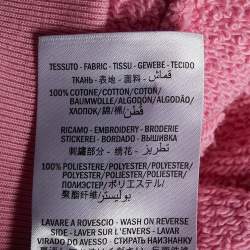 TESSUTO - FABRIC - TISSU - GEWEBE - TECIDO
ТКАНЬ - 表地 - 面料 - قماش
100% COTONE/COTTON/COTON/
BAUMWOLLE/ALGODON/ALGODÃO/
ХЛОПОК/綿/棉/قطن
RICAMO - EMBROIDERY - BRODERIE
STICKEREI - BORDADO - ВЫШИВКА
刺繍部分 - 绣花 - تطريز
100% POLIESTERE/POLYESTER/
POLYESTER/POLYESTER/POLIESTER/
ПОЛИЭСТЕР/ポリエステル/
聚酯纤维/بوليستير
LAVARE A ROVESCIO - WASH ON REVERSE
SIDE - LAVER SUR L'ENVERS - LAVAR
VIRADO DO AVESSO - СТИРАТЬ НАИЗНАНКУ